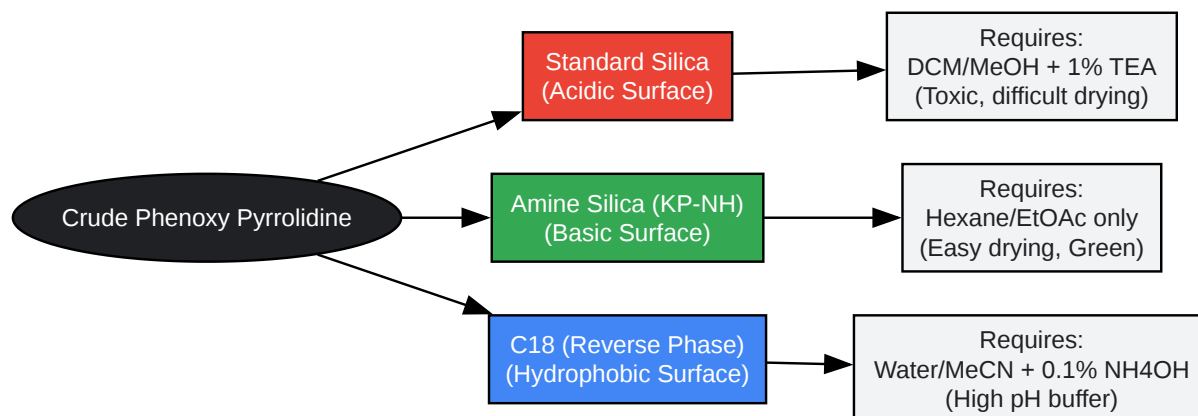 Crude Phenoxy Pyrrolidine
Standard Silica
(Acidic Surface)
Requires:
DCM/MeOH + 1% TEA
(Toxic, difficult drying)
Amine Silica (KP-NH)
(Basic Surface)
Requires:
Hexane/EtOAc only
(Easy drying, Green)
C18 (Reverse Phase)
(Hydrophobic Surface)
Requires:
Water/MeCN + 0.1% NH4OH
(High pH buffer)